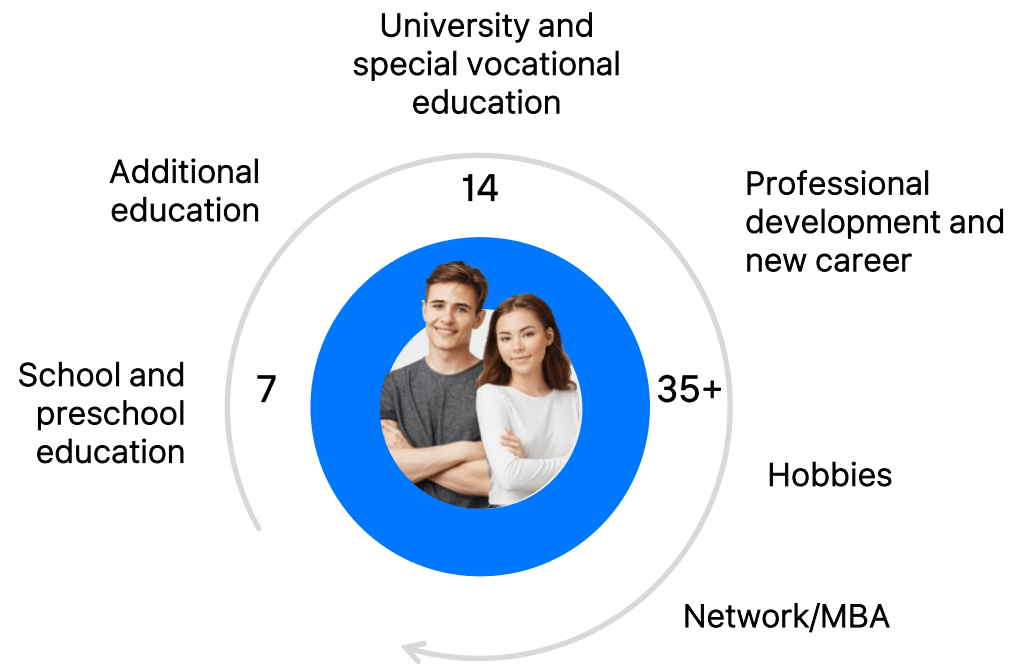 University and
special vocational
education
Additional
education
14
Professional
development and
new career
School and
preschool
education
7
35+
Hobbies
Network/MBA